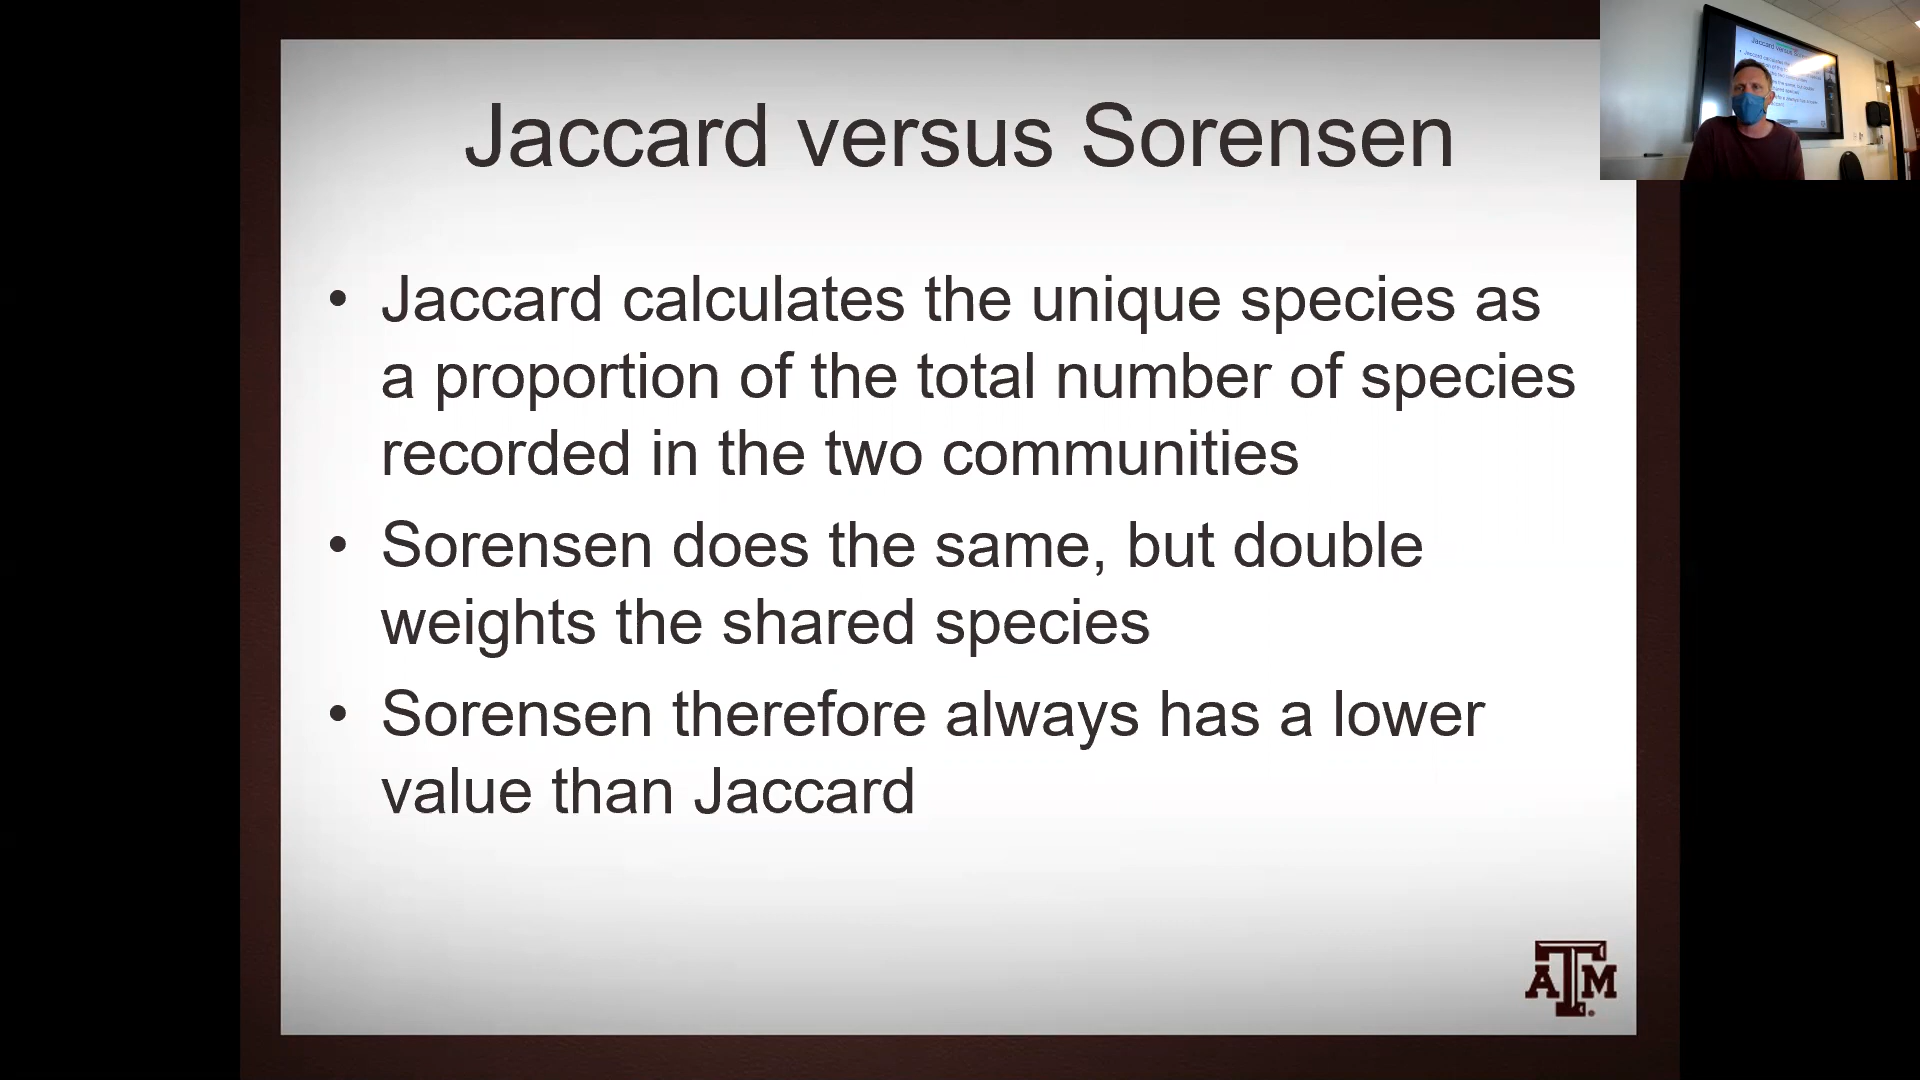 Jaccard versus Sorensen
• Jaccard calculates the unique species as
a proportion of the total number of species
recorded in the two communities
• Sorensen does the same, but double
weights the shared species
• Sorensen therefore always has a lower
value than Jaccard
ATM